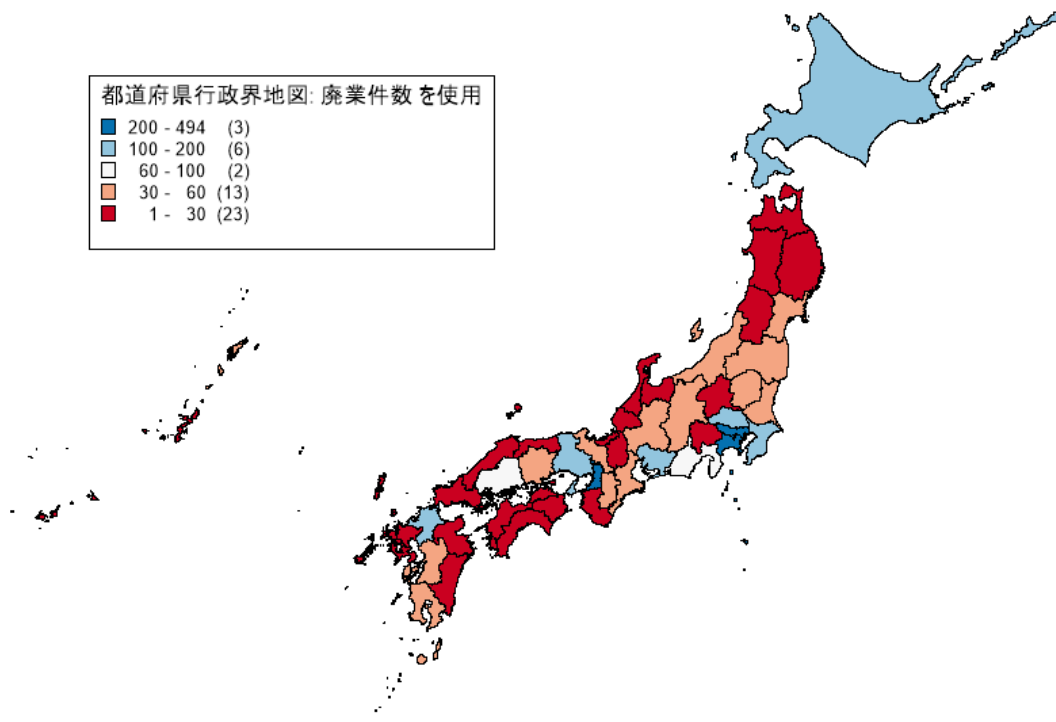 都道府県行政界地図: 廃業件数 を使用
200 - 494 (3)
100 - 200 (6)
60 - 100 (2)
30 - 60 (13)
1 - 30 (23)